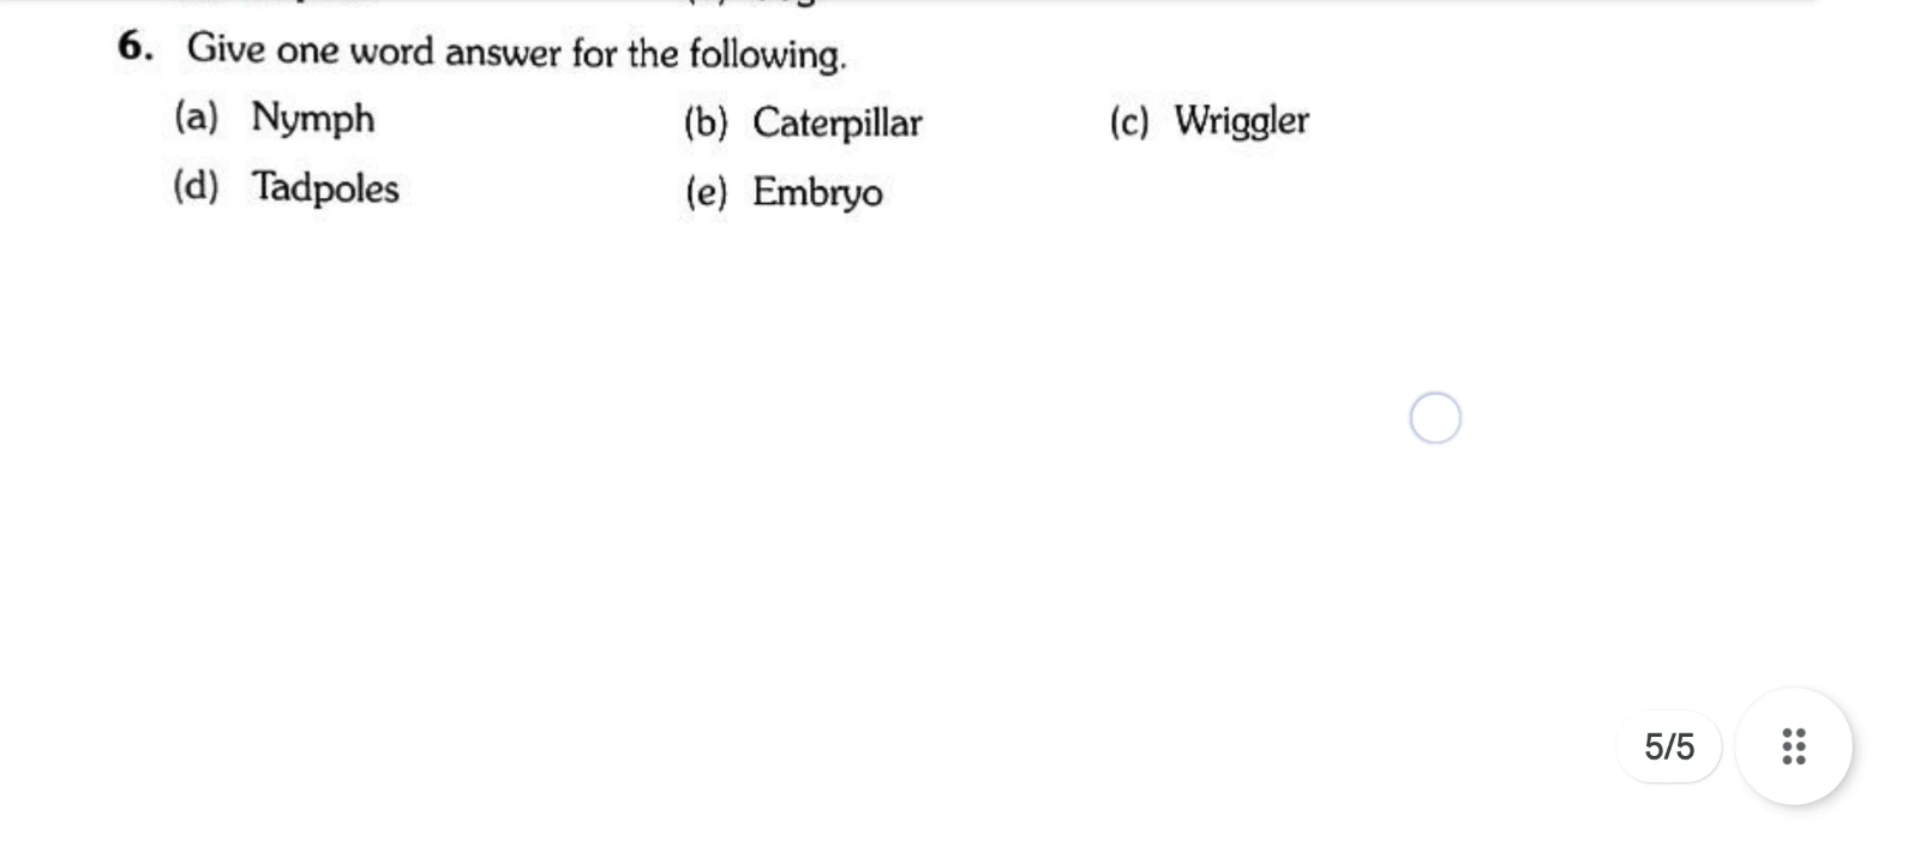 6. Give one word answer for the following.
(a) Nymph (b) Caterpillar (c) Wriggler
(d) Tadpoles (e) Embryo
5/5